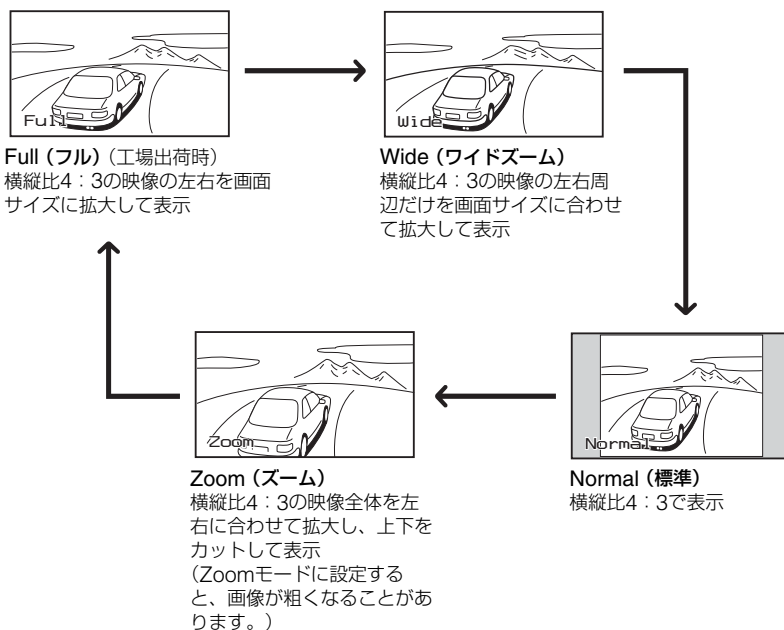 Full
Full（フル）（工場出荷時）
横縦比4：3の映像の左右を画面
サイズに拡大して表示
Wide
Wide（ワイドズーム）
横縦比4：3の映像の左右周
辺だけを画面サイズに合わせ
て拡大して表示
Normal
Normal（標準）
横縦比4：3で表示
Zoom
Zoom（ズーム）
横縦比4：3の映像全体を左
右に合わせて拡大し、上下を
カットして表示
（Zoomモードに設定する
と、画像が粗くなることがあ
ります。）